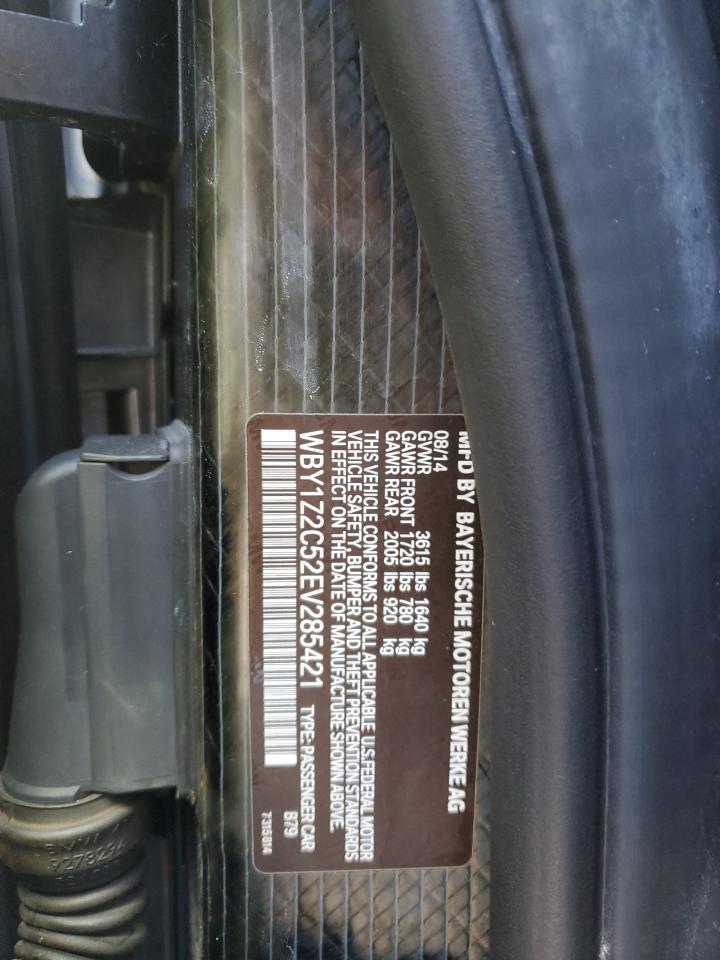 MFD BY BAYERISCHE MOTOREN WERKE AG
08/14
GVWR 3615 lbs 1640 kg
GAWR FRONT 1720 lbs 780 kg
GAWR REAR 2005 lbs 920 kg
THIS VEHICLE CONFORMS TO ALL APPLICABLE U.S.FEDERAL MOTOR
VEHICLE SAFETY, BUMPER AND THEFT PREVENTION STANDARDS
IN EFFECT ON THE DATE OF MANUFACTURE SHOWN ABOVE.
WBY1Z2C52EV285421 TYPE:PASSENGER CAR
B79
7315814
BMW